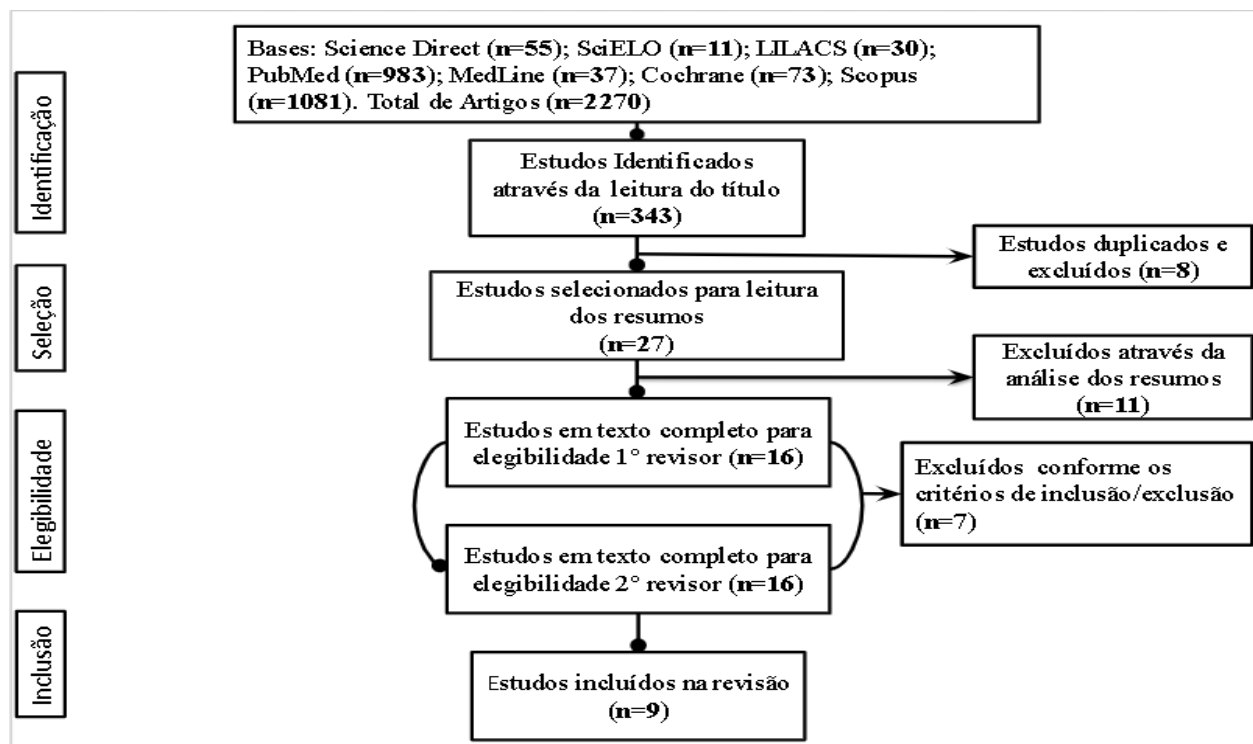 Bases: Science Direct (n=55); SciELO (n=11); LILACS (n=30);
PubMed (n=983); MedLine (n=37); Cochrane (n=73); Scopus
(n=1081). Total de Artigos (n=2270)
Identificação
Estudos Identificados
através da leitura do título
(n=343)
Estudos duplicados e
excluídos (n=8)
Seleção
Estudos selecionados para leitura
dos resumos
(n=27)
Excluídos através da
análise dos resumos
(n=11)
Elegibilidade
Estudos em texto completo para
elegibilidade 1° revisor (n=16)
Excluídos conforme os
critérios de inclusão/exclusão
(n=7)
Estudos em texto completo para
elegibilidade 2° revisor (n=16)
Inclusão
Estudos incluídos na revisão
(n=9)